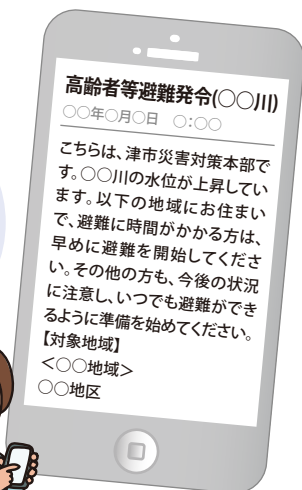 高齢者等避難発令(○○川)
○○年○月○日　○:○○
こちらは、津市災害対策本部で
す。○○川の水位が上昇してい
ます。以下の地域にお住まい
で、避難に時間がかかる方は、
早めに避難を開始してくださ
い。その他の方も、今後の状況
に注意し、いつでも避難ができ
るように準備を始めてください。
【対象地域】
＜○○地域＞
○○地区